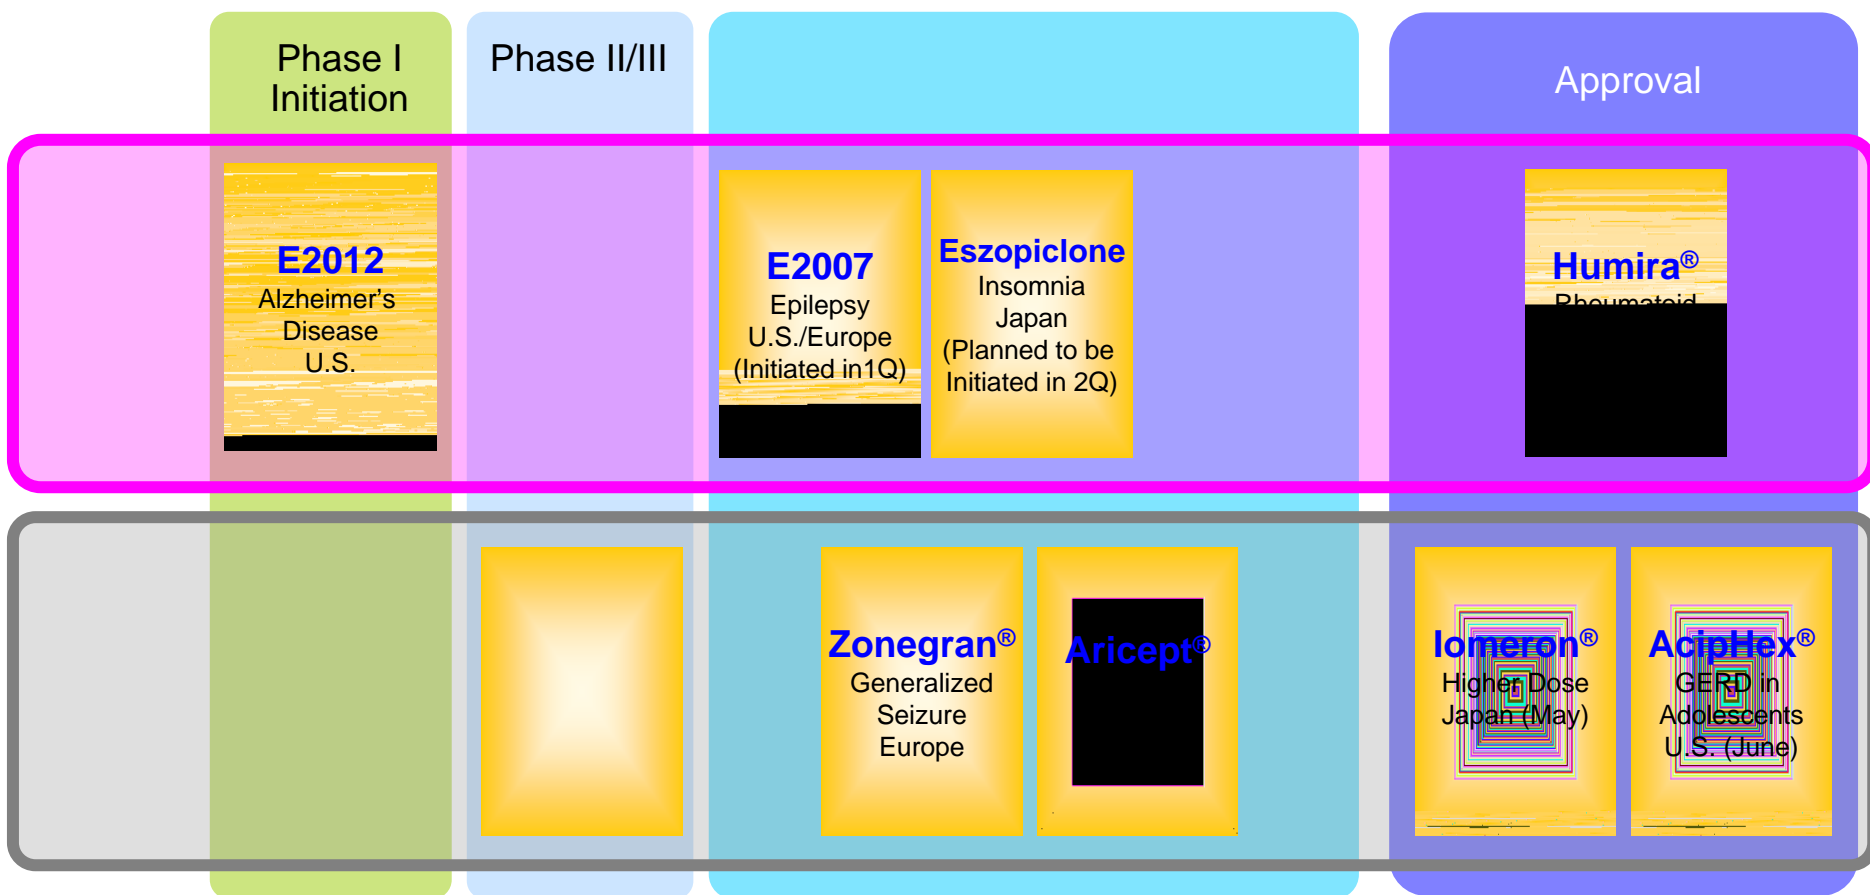 Phase I
Initiation
Phase II/III
Approval
E2012
Alzheimer’s
Disease
U.S.
E2007
Epilepsy
U.S./Europe
(Initiated in1Q)
Eszopiclone
Insomnia
Japan
(Planned to be
Initiated in 2Q)
Humira®
Rheumatoid
Zonegran®
Generalized
Seizure
Europe
Aricept®
Iomeron®
Higher Dose
Japan (May)
AcipHex®
GERD in
Adolescents
U.S. (June)